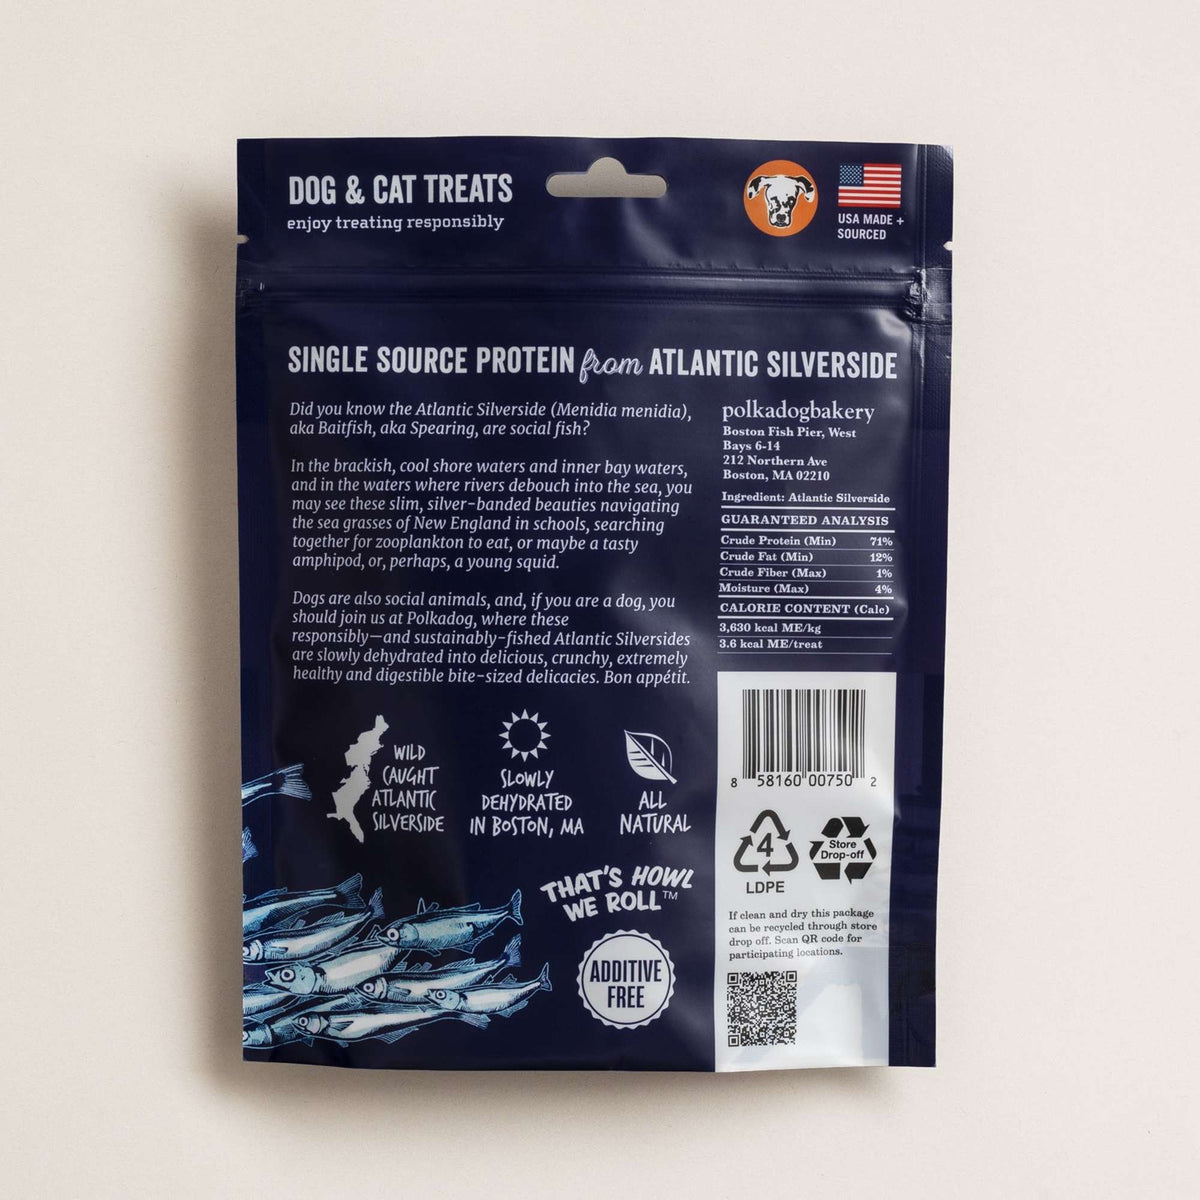 DOG & CAT TREATS
enjoy treating responsibly
USA MADE +
SOURCED
SINGLE SOURCE PROTEIN from ATLANTIC SILVERSIDE
Did you know the Atlantic Silverside (Menidia menidia),
aka Baitfish, aka Spearing, are social fish?
In the brackish, cool shore waters and inner bay waters,
and in the waters where rivers debouch into the sea, you
may see these slim, silver-banded beauties navigating
the sea grasses of New England in schools, searching
together for zooplankton to eat, or maybe a tasty
amphipod, or, perhaps, a young squid.
Dogs are also social animals, and, if you are a dog, you
should join us at Polkadog, where these
responsibly—and sustainably-fished Atlantic Silversides
are slowly dehydrated into delicious, crunchy, extremely
healthy and digestible bite-sized delicacies. Bon appétit.
polkadogbakery
Boston Fish Pier, West
Bays 6-14
212 Northern Ave
Boston, MA 02210
Ingredient: Atlantic Silverside
GUARANTEED ANALYSIS
Crude Protein (Min) 71%
Crude Fat (Min) 12%
Crude Fiber (Max) 1%
Moisture (Max) 4%
CALORIE CONTENT (Calc)
3,630 kcal ME/kg
3.6 kcal ME/treat
WILD
CAUGHT
ATLANTIC
SILVERSIDE
SLOWLY
DEHYDRATED
IN BOSTON, MA
ALL
NATURAL
THAT'S HOWL
WE ROLL™
ADDITIVE
FREE
8 58160 00750 2
4
LDPE
Store
Drop-off
If clean and dry this package
can be recycled through store
drop off. Scan QR code for
participating locations.